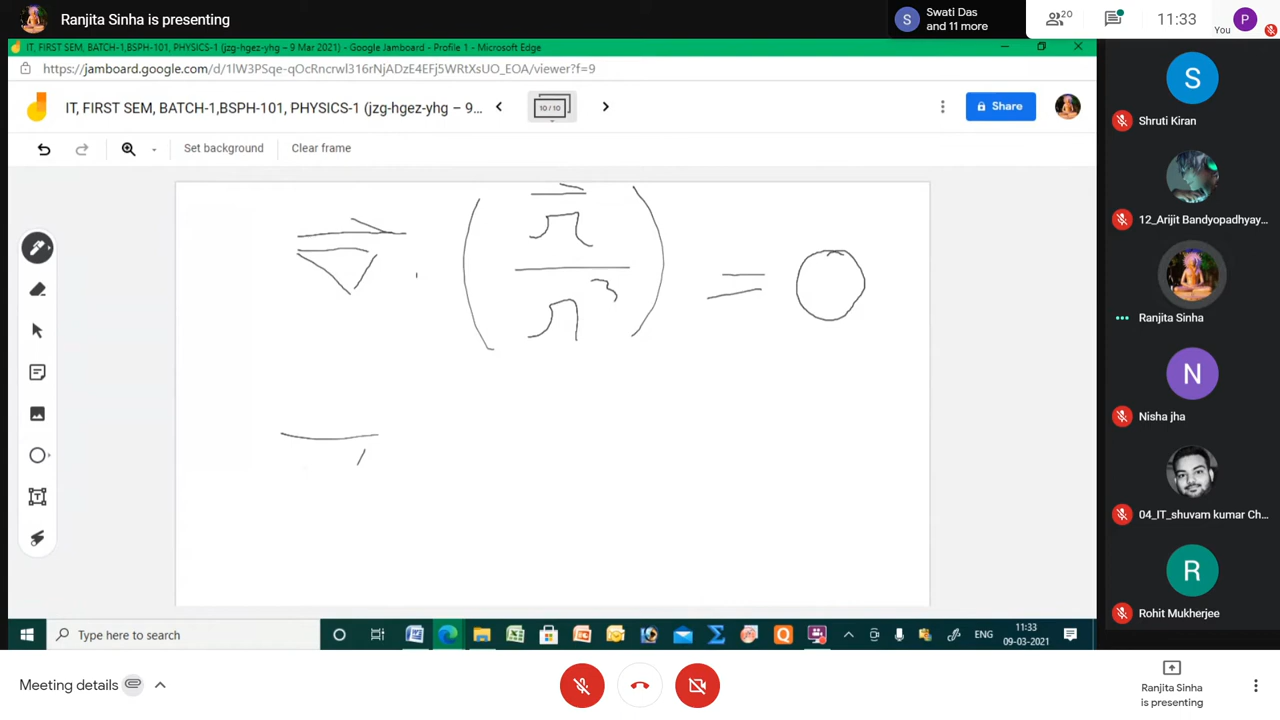 Ranjita Sinha is presenting
S
Swati Das
and 11 more
20
11:33
You
P
IT, FIRST SEM, BATCH-1,BSPH-101, PHYSICS-1 (jzg-hgez-yhg – 9 Mar 2021) - Google Jamboard - Profile 1 - Microsoft Edge
https://jamboard.google.com/d/1lW3PSqe-qOcRncrwl316rNjADzE4EFj5WRtXsUO_EOA/viewer?f=9
IT, FIRST SEM, BATCH-1,BSPH-101, PHYSICS-1 (jzg-hgez-yhg – 9...
10 / 10
Share
Set background
Clear frame
∇⃗ · (r⃗ / r³) = 0
S
Shruti Kiran
12_Arijit Bandyopadhyay...
Ranjita Sinha
N
Nisha jha
04_IT_shuvam kumar Ch...
R
Rohit Mukherjee
Type here to search
ENG
11:33
09-03-2021
Meeting details
Ranjita Sinha
is presenting